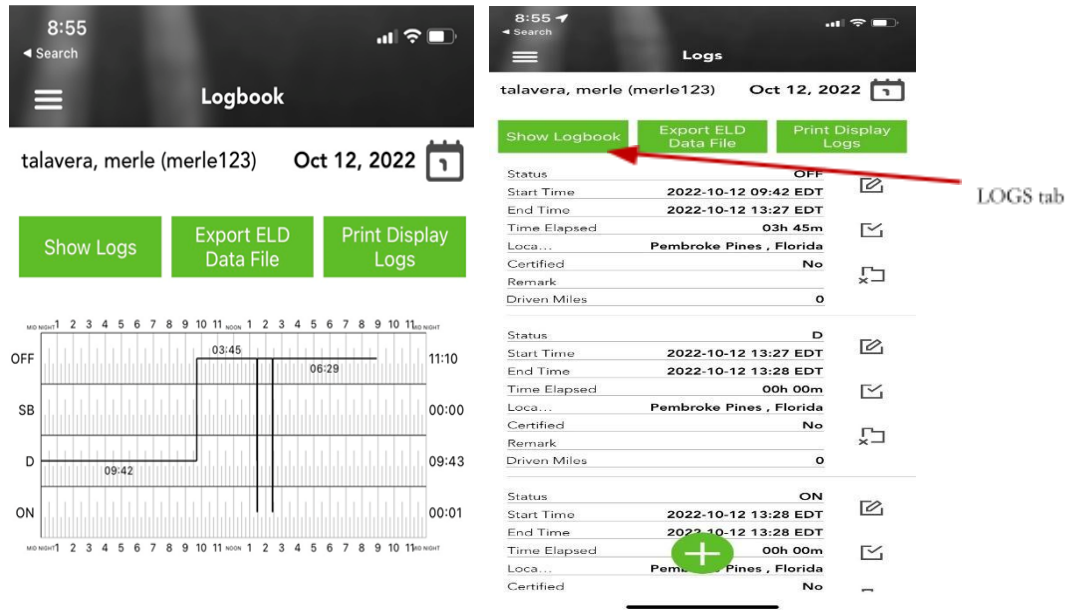 8:55
◄ Search
Logbook
talavera, merle (merle123) Oct 12, 2022 1
Show Logs
Export ELD
Data File
Print Display
Logs
MID NIGHT 1 2 3 4 5 6 7 8 9 10 11 NOON 1 2 3 4 5 6 7 8 9 10 11 MID NIGHT
OFF 03:45 06:29 11:10
SB 00:00
D 09:42 09:43
ON 00:01
MID NIGHT 1 2 3 4 5 6 7 8 9 10 11 NOON 1 2 3 4 5 6 7 8 9 10 11 MID NIGHT
8:55
◄ Search
Logs
talavera, merle (merle123) Oct 12, 2022 1
Show Logbook
Export ELD
Data File
Print Display
Logs
LOGS tab
Status OFF
Start Time 2022-10-12 09:42 EDT
End Time 2022-10-12 13:27 EDT
Time Elapsed 03h 45m
Loca... Pembroke Pines , Florida
Certified No
Remark
Driven Miles 0
Status D
Start Time 2022-10-12 13:27 EDT
End Time 2022-10-12 13:28 EDT
Time Elapsed 00h 00m
Loca... Pembroke Pines , Florida
Certified No
Remark
Driven Miles 0
Status ON
Start Time 2022-10-12 13:28 EDT
End Time 2022-10-12 13:28 EDT
Time Elapsed 00h 00m
Loca... Pines , Florida
Certified No